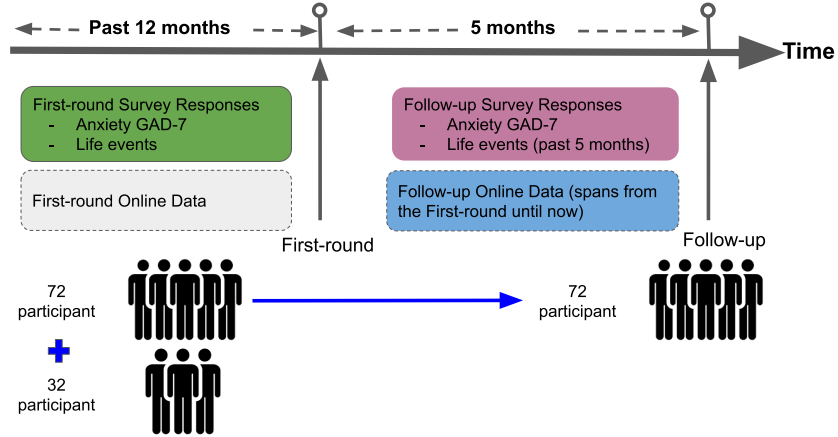 Past 12 months
5 months
Time
First-round Survey Responses
- Anxiety GAD-7
- Life events
Follow-up Survey Responses
- Anxiety GAD-7
- Life events (past 5 months)
First-round Online Data
Follow-up Online Data (spans from
the First-round until now)
First-round
Follow-up
72
participant
72
participant
32
participant